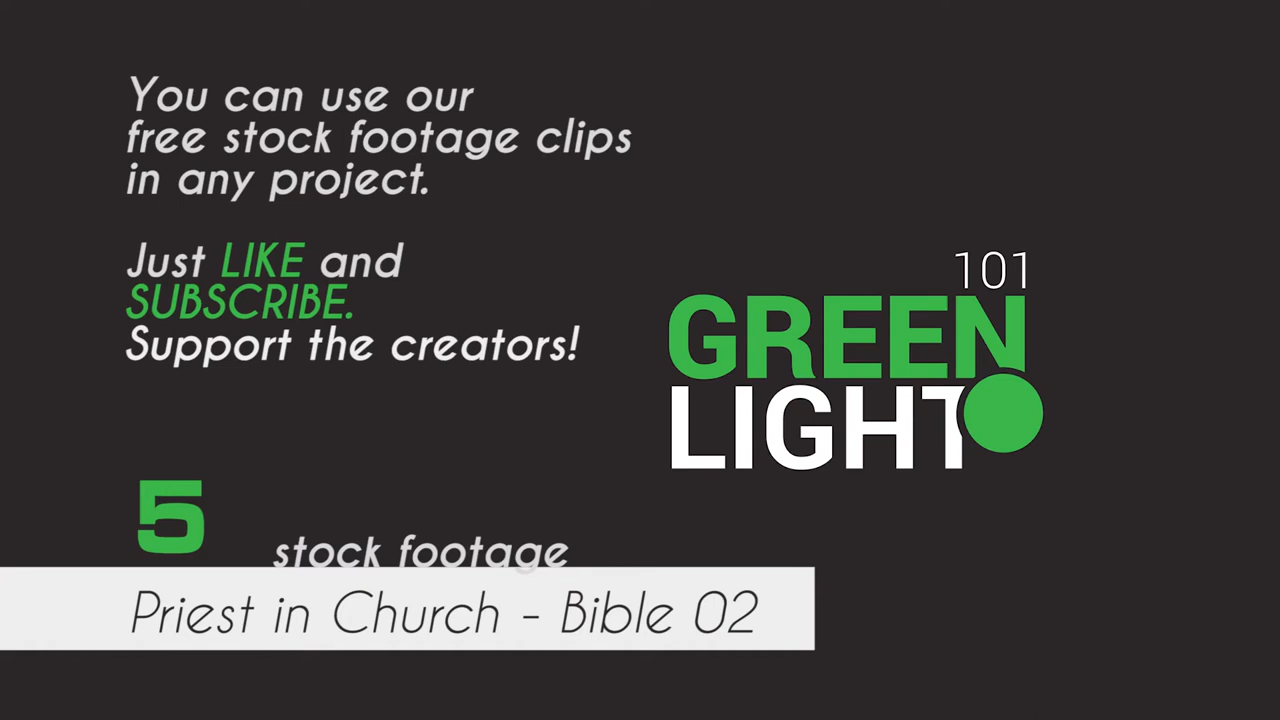 You can use our
free stock footage clips
in any project.
Just LIKE and
SUBSCRIBE.
Support the creators!
101
GREEN
LIGHT
5
stock footage
Priest in Church - Bible 02